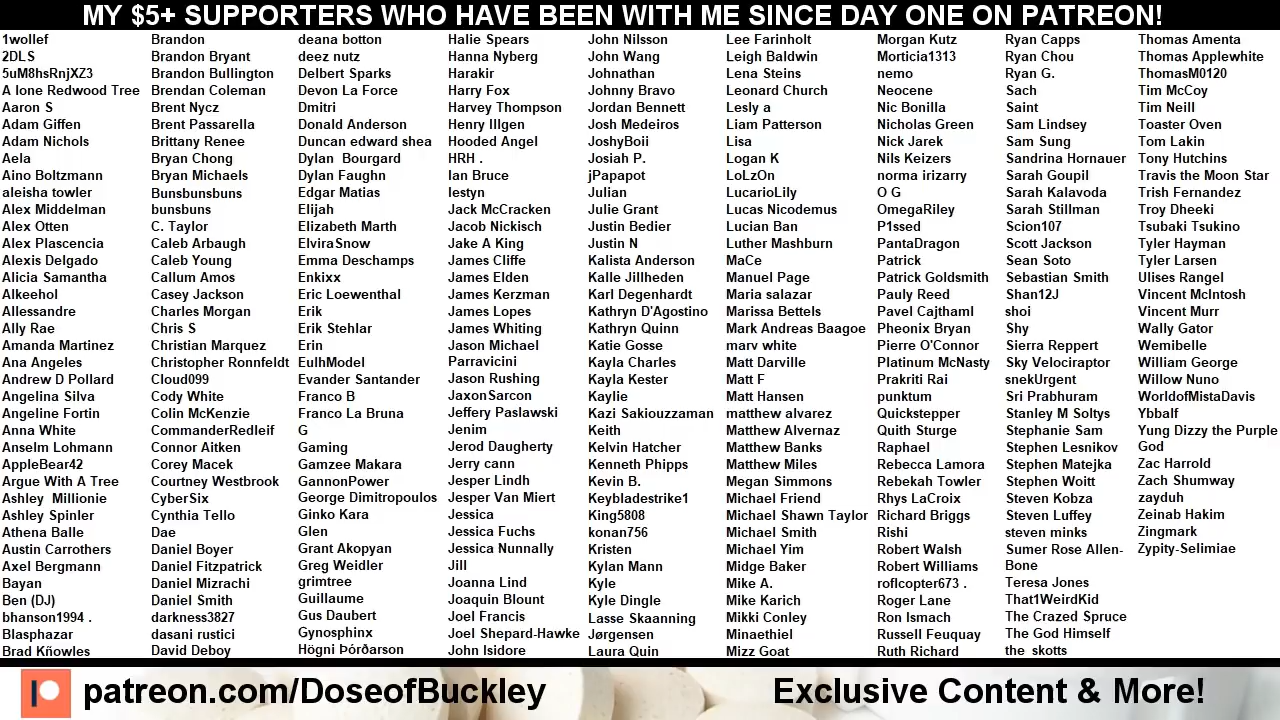 MY $5+ SUPPORTERS WHO HAVE BEEN WITH ME SINCE DAY ONE ON PATREON!
1wollef
2DLS
5uM8hsRnjXZ3
A lone Redwood Tree
Aaron S
Adam Giffen
Adam Nichols
Aela
Aino Boltzmann
aleisha towler
Alex Middelman
Alex Otten
Alex Plascencia
Alexis Delgado
Alicia Samantha
Alkeehol
Allessandre
Ally Rae
Amanda Martinez
Ana Angeles
Andrew D Pollard
Angelina Silva
Angeline Fortin
Anna White
Anselm Lohmann
AppleBear42
Argue With A Tree
Ashley Millionie
Ashley Spinler
Athena Balle
Austin Carrothers
Axel Bergmann
Bayan
Ben (DJ)
bhanson1994 .
Blasphazar
Brad Kñowles
Brandon
Brandon Bryant
Brandon Bullington
Brendan Coleman
Brent Nycz
Brent Passarella
Brittany Renee
Bryan Chong
Bryan Michaels
Bunsbunsbuns
bunsbuns
C. Taylor
Caleb Arbaugh
Caleb Young
Callum Amos
Casey Jackson
Charles Morgan
Chris S
Christian Marquez
Christopher Ronnfeldt
Cloud099
Cody White
Colin McKenzie
CommanderRedleif
Connor Aitken
Corey Macek
Courtney Westbrook
CyberSix
Cynthia Tello
Dae
Daniel Boyer
Daniel Fitzpatrick
Daniel Mizrachi
Daniel Smith
darkness3827
dasani rustici
David Deboy
deana botton
deez nutz
Delbert Sparks
Devon La Force
Dmitri
Donald Anderson
Duncan edward shea
Dylan Bourgard
Dylan Faughn
Edgar Matias
Elijah
Elizabeth Marth
ElviraSnow
Emma Deschamps
Enkixx
Eric Loewenthal
Erik
Erik Stehlar
Erin
EulhModel
Evander Santander
Franco B
Franco La Bruna
G
Gaming
Gamzee Makara
GannonPower
George Dimitropoulos
Ginko Kara
Glen
Grant Akopyan
Greg Weidler
grimtree
Guillaume
Gus Daubert
Gynosphinx
Högni Þórðarson
Halie Spears
Hanna Nyberg
Harakir
Harry Fox
Harvey Thompson
Henry Illgen
Hooded Angel
HRH .
Ian Bruce
Iestyn
Jack McCracken
Jacob Nickisch
Jake A King
James Cliffe
James Elden
James Kerzman
James Lopes
James Whiting
Jason Michael
Parravicini
Jason Rushing
JaxonSarcon
Jeffery Paslawski
Jenim
Jerod Daugherty
Jerry cann
Jesper Lindh
Jesper Van Miert
Jessica
Jessica Fuchs
Jessica Nunnally
Jill
Joanna Lind
Joaquin Blount
Joel Francis
Joel Shepard-Hawke
John Isidore
John Nilsson
John Wang
Johnathan
Johnny Bravo
Jordan Bennett
Josh Medeiros
JoshyBoii
Josiah P.
jPapapot
Julian
Julie Grant
Justin Bedier
Justin N
Kalista Anderson
Kalle Jillheden
Karl Degenhardt
Kathryn D'Agostino
Kathryn Quinn
Katie Gosse
Kayla Charles
Kayla Kester
Kaylie
Kazi Sakiouzzaman
Keith
Kelvin Hatcher
Kenneth Phipps
Kevin B.
Keybladestrike1
King5808
konan756
Kristen
Kylan Mann
Kyle
Kyle Dingle
Lasse Skaanning
Jørgensen
Laura Quin
Lee Farinholt
Leigh Baldwin
Lena Steins
Leonard Church
Lesly a
Liam Patterson
Lisa
Logan K
LoLzOn
LucarioLily
Lucas Nicodemus
Lucian Ban
Luther Mashburn
MaCe
Manuel Page
Maria salazar
Marissa Bettels
Mark Andreas Baagoe
marv white
Matt Darville
Matt F
Matt Hansen
matthew alvarez
Matthew Alvernaz
Matthew Banks
Matthew Miles
Megan Simmons
Michael Friend
Michael Shawn Taylor
Michael Smith
Michael Yim
Midge Baker
Mike A.
Mike Karich
Mikki Conley
Minaethiel
Mizz Goat
Morgan Kutz
Morticia1313
nemo
Neocene
Nic Bonilla
Nicholas Green
Nick Jarek
Nils Keizers
norma irizarry
O G
OmegaRiley
P1ssed
PantaDragon
Patrick
Patrick Goldsmith
Pauly Reed
Pavel Cajthaml
Pheonix Bryan
Pierre O'Connor
Platinum McNasty
Prakriti Rai
punktum
Quickstepper
Quith Sturge
Raphael
Rebecca Lamora
Rebekah Towler
Rhys LaCroix
Richard Briggs
Rishi
Robert Walsh
Robert Williams
roflcopter673 .
Roger Lane
Ron Ismach
Russell Feuquay
Ruth Richard
Ryan Capps
Ryan Chou
Ryan G.
Sach
Saint
Sam Lindsey
Sam Sung
Sandrina Hornauer
Sarah Goupil
Sarah Kalavoda
Sarah Stillman
Scion107
Scott Jackson
Sean Soto
Sebastian Smith
Shan12J
shoi
Shy
Sierra Reppert
Sky Velociraptor
snekUrgent
Sri Prabhuram
Stanley M Soltys
Stephanie Sam
Stephen Lesnikov
Stephen Matejka
Stephen Woitt
Steven Kobza
Steven Luffey
steven minks
Sumer Rose Allen-
Bone
Teresa Jones
That1WeirdKid
The Crazed Spruce
The God Himself
the skotts
Thomas Amenta
Thomas Applewhite
ThomasM0120
Tim McCoy
Tim Neill
Toaster Oven
Tom Lakin
Tony Hutchins
Travis the Moon Star
Trish Fernandez
Troy Dheeki
Tsubaki Tsukino
Tyler Hayman
Tyler Larsen
Ulises Rangel
Vincent McIntosh
Vincent Murr
Wally Gator
Wemibelle
William George
Willow Nuno
WorldofMistaDavis
Ybbalf
Yung Dizzy the Purple
God
Zac Harrold
Zach Shumway
zayduh
Zeinab Hakim
Zingmark
Zypity-Selimiae
patreon.com/DoseofBuckley
Exclusive Content & More!